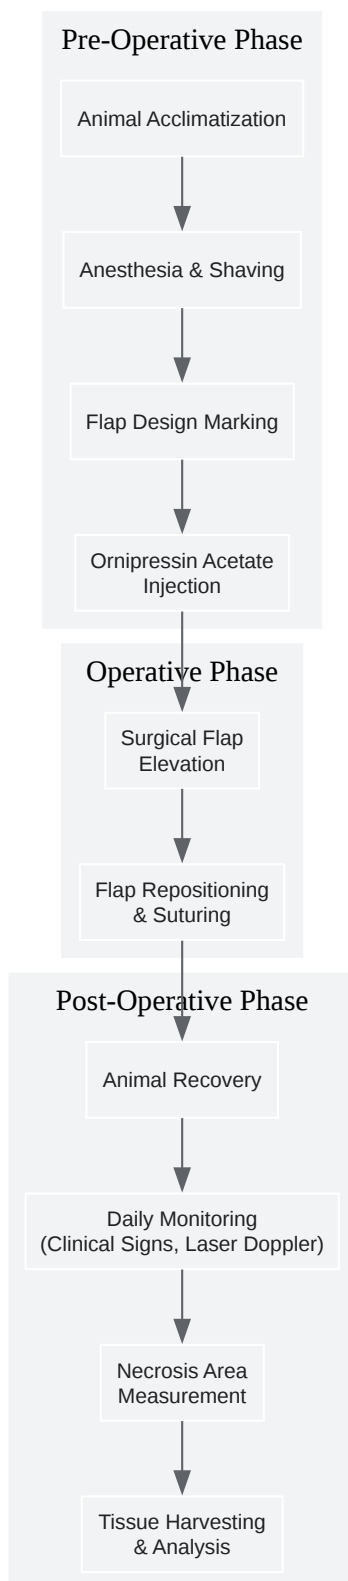 Pre-Operative Phase
Animal Acclimatization
Anesthesia & Shaving
Flap Design Marking
Ornipressin Acetate
Injection
Operative Phase
Surgical Flap
Elevation
Flap Repositioning
& Suturing
Post-Operative Phase
Animal Recovery
Daily Monitoring
(Clinical Signs, Laser Doppler)
Necrosis Area
Measurement
Tissue Harvesting
& Analysis